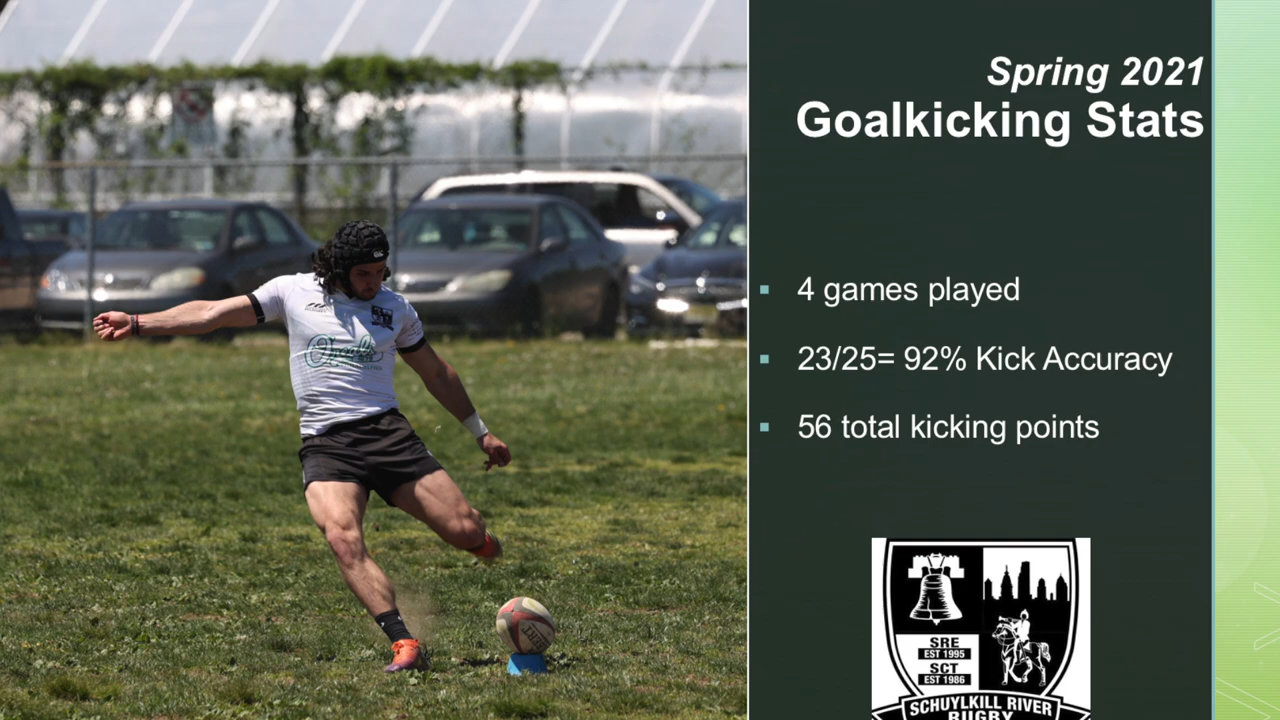 Spring 2021
Goalkicking Stats
4 games played
23/25= 92% Kick Accuracy
56 total kicking points
SRE
EST 1995
SCT
EST 1986
SCHUYLKILL RIVER
RUGBY